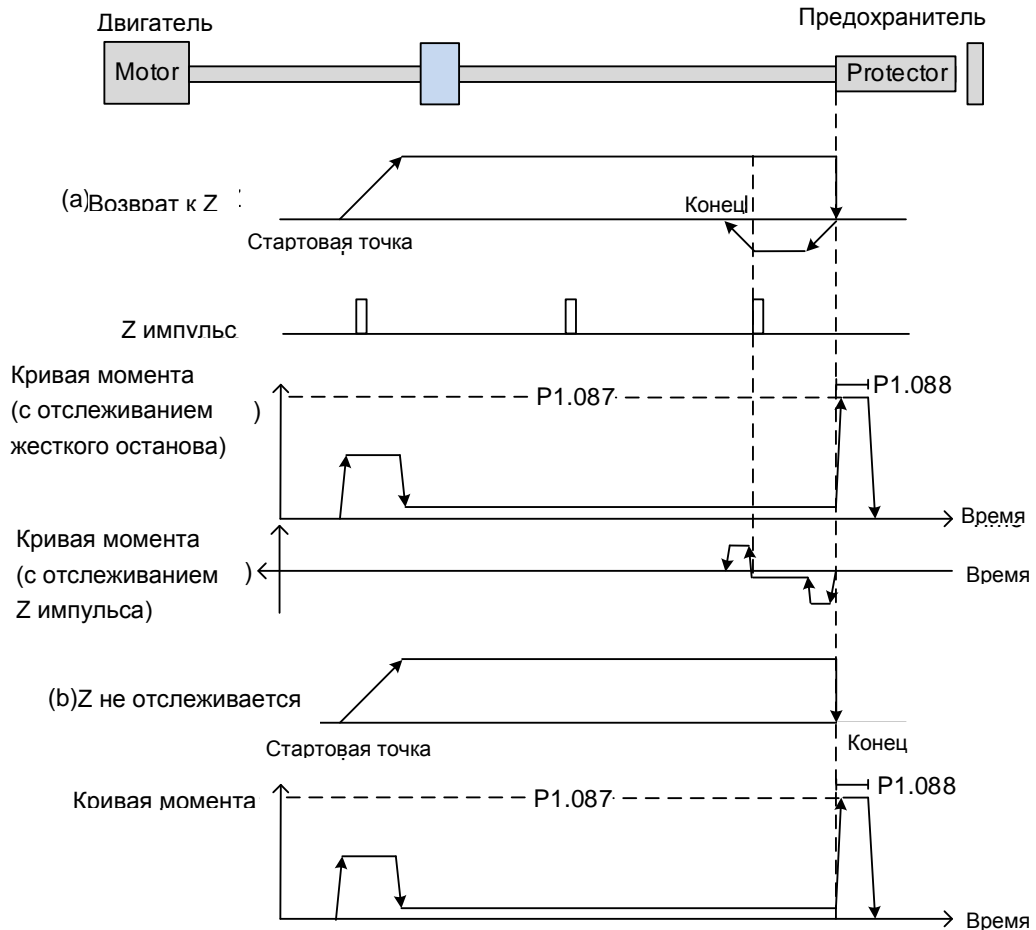 Двигатель
Предохранитель
Motor
Protector
(a)Возврат к Z
Конец
Стартовая точка
Z импульс
Кривая момента
(с отслеживанием )
жесткого останова)
P1.087
P1.088
Время
Кривая момента
(с отслеживанием )
Z импульса)
Время
(b)Z не отслеживается
Стартовая точка
Конец
Кривая момента
P1.087
P1.088
Время